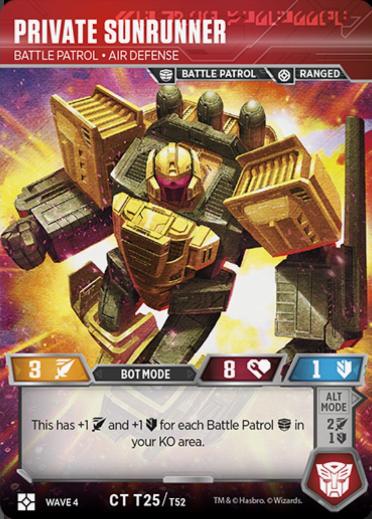 PRIVATE SUNRUNNER
BATTLE PATROL • AIR DEFENSE
BATTLE PATROL RANGED
3 BOT MODE 8 1
ALT
MODE
2
1
This has +1 and +1 for each Battle Patrol in
your KO area.
WAVE 4 CT T25/T52 TM & © Hasbro. © Wizards.